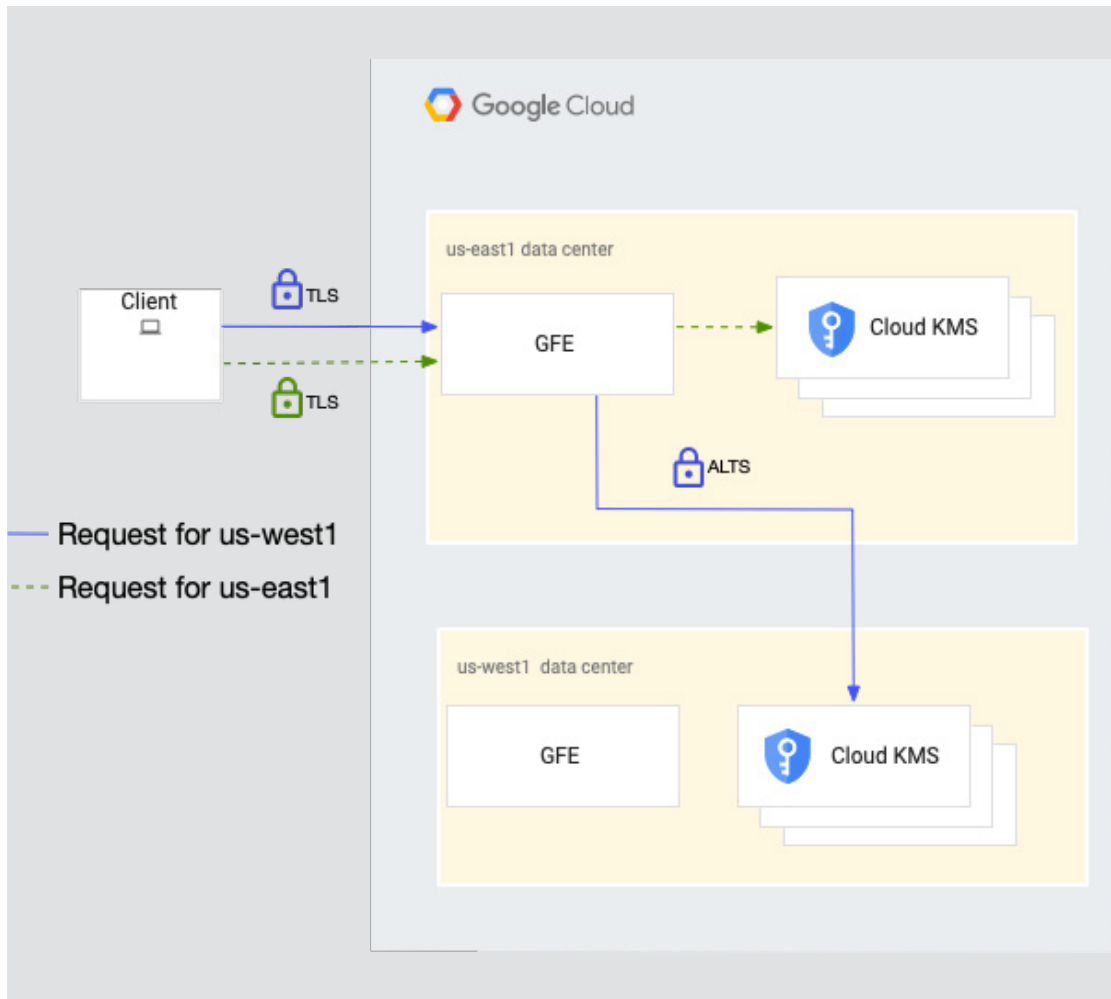 Google Cloud
us-east1 data center
Client
TLS
GFE
Cloud KMS
TLS
ALTS
Request for us-west1
Request for us-east1
us-west1 data center
GFE
Cloud KMS